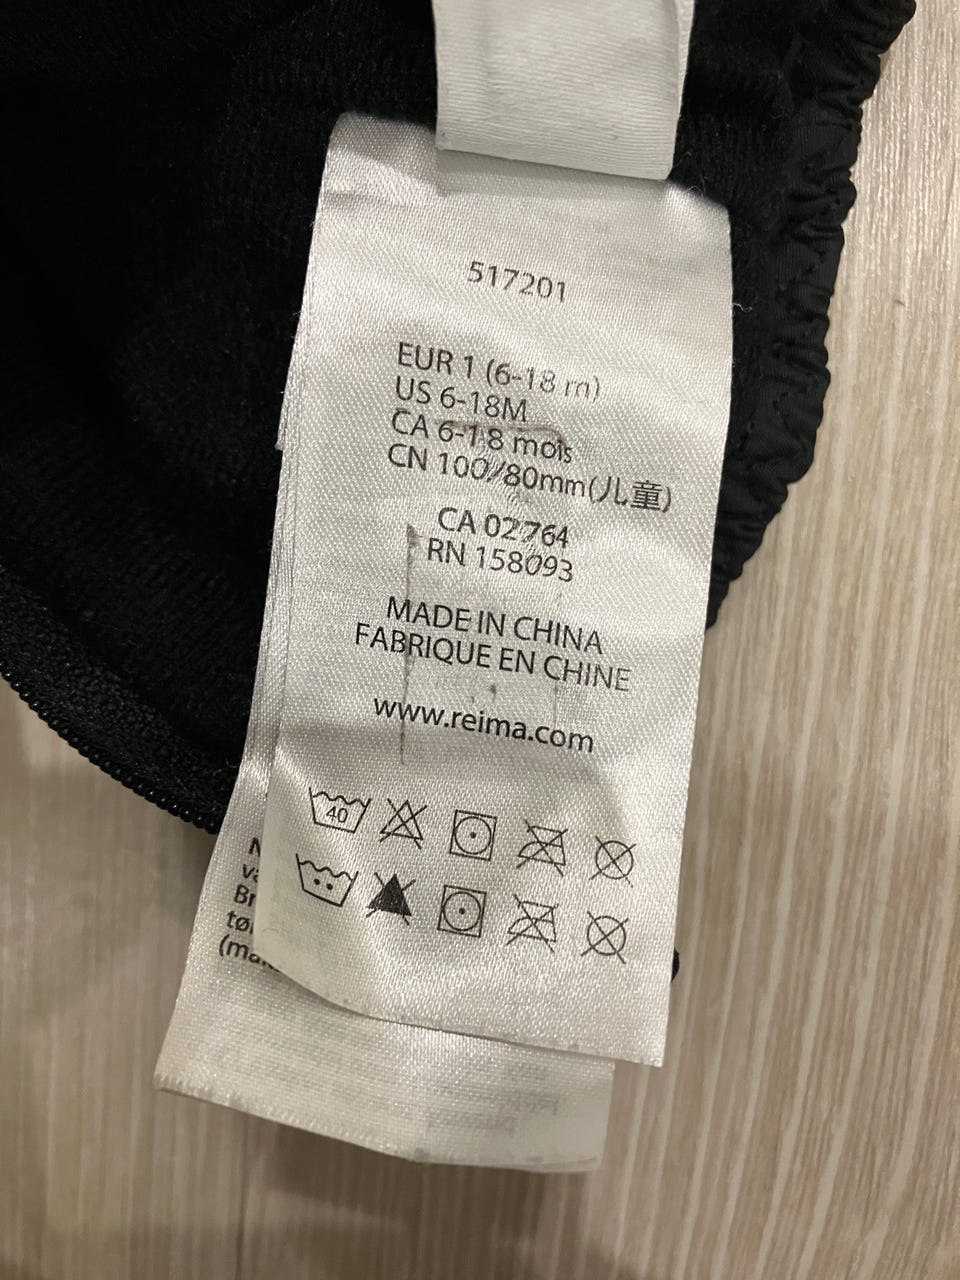 517201
EUR 1 (6-18 m)
US 6-18M
CA 6-18 mois
CN 100/80mm(儿童)
CA 02764
RN 158093
MADE IN CHINA
FABRIQUE EN CHINE
www.reima.com
40